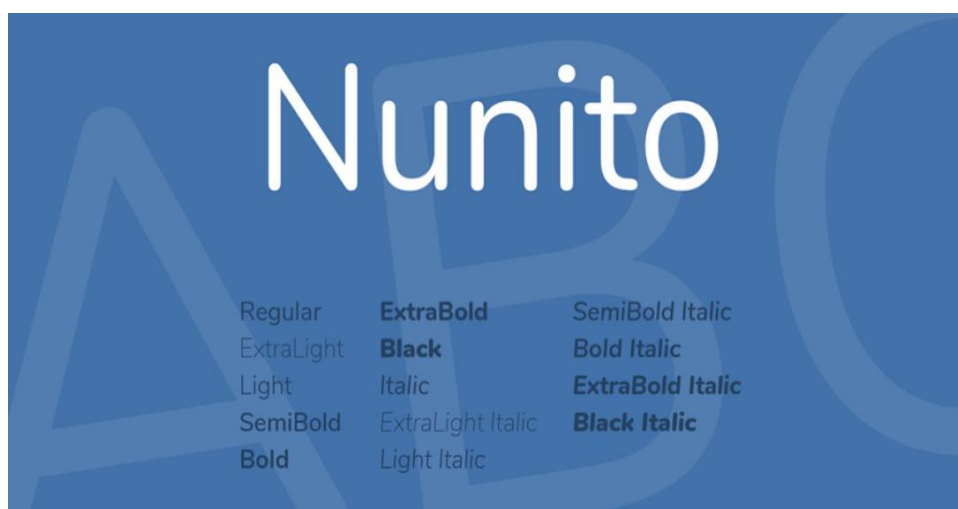 ABC
Nunito
Regular
ExtraLight
Light
SemiBold
Bold
ExtraBold
Black
Italic
ExtraLight Italic
Light Italic
SemiBold Italic
Bold Italic
ExtraBold Italic
Black Italic